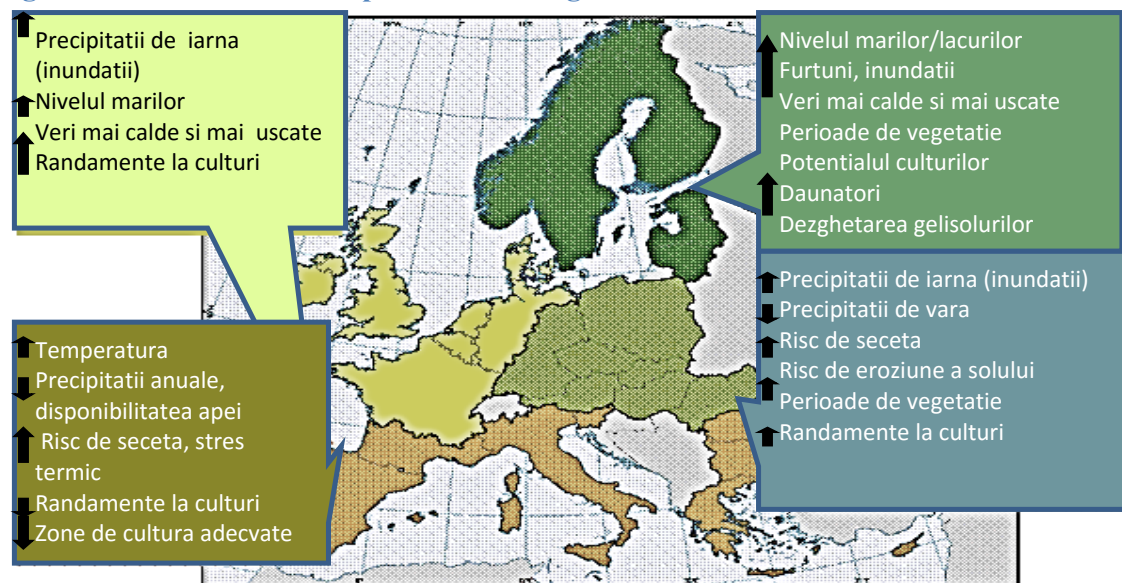 Precipitatii de iarna
(inundatii)
Nivelul marilor
Veri mai calde si mai uscate
Randamente la culturi
Nivelul marilor/lacurilor
Furtuni, inundatii
Veri mai calde si mai uscate
Perioade de vegetatie
Potentialul culturilor
Daunatori
Dezghetarea gelisolurilor
Temperatura
Precipitatii anuale,
disponibilitatea apei
Risc de seceta, stres
termic
Randamente la culturi
Zone de cultura adecvate
Precipitatii de iarna (inundatii)
Precipitatii de vara
Risc de seceta
Risc de eroziune a solului
Perioade de vegetatie
Randamente la culturi